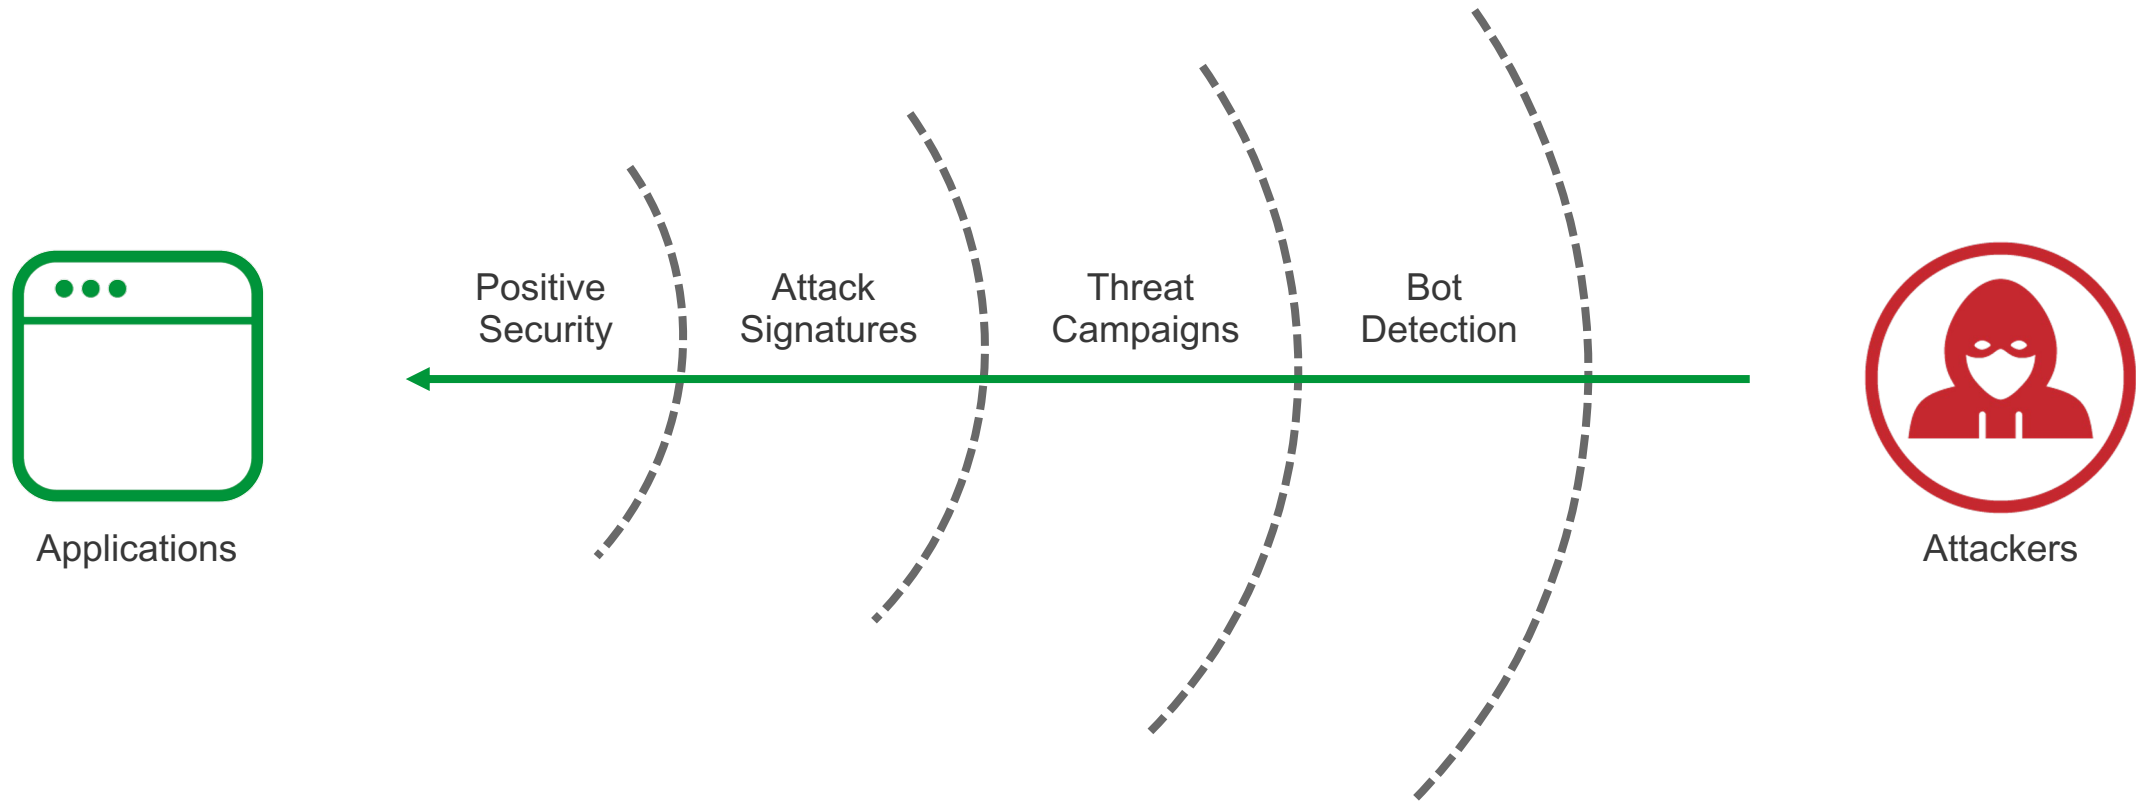 Positive
Security
Attack
Signatures
Threat
Campaigns
Bot
Detection
Applications
Attackers